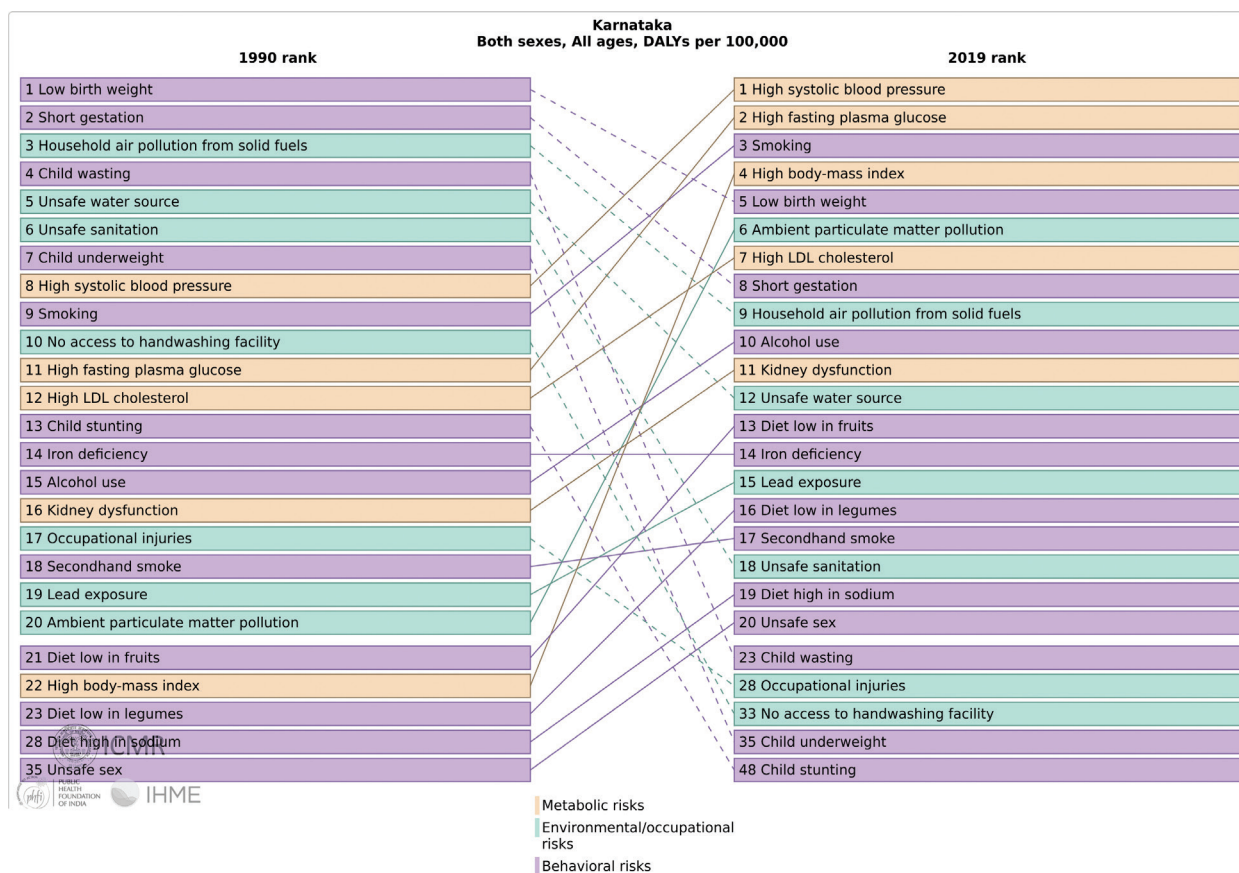 Karnataka
Both sexes, All ages, DALYs per 100,000
1990 rank
2019 rank
1 Low birth weight
2 Short gestation
3 Household air pollution from solid fuels
4 Child wasting
5 Unsafe water source
6 Unsafe sanitation
7 Child underweight
8 High systolic blood pressure
9 Smoking
10 No access to handwashing facility
11 High fasting plasma glucose
12 High LDL cholesterol
13 Child stunting
14 Iron deficiency
15 Alcohol use
16 Kidney dysfunction
17 Occupational injuries
18 Secondhand smoke
19 Lead exposure
20 Ambient particulate matter pollution
21 Diet low in fruits
22 High body-mass index
23 Diet low in legumes
28 Diet high in sodium
35 Unsafe sex
1 High systolic blood pressure
2 High fasting plasma glucose
3 Smoking
4 High body-mass index
5 Low birth weight
6 Ambient particulate matter pollution
7 High LDL cholesterol
8 Short gestation
9 Household air pollution from solid fuels
10 Alcohol use
11 Kidney dysfunction
12 Unsafe water source
13 Diet low in fruits
14 Iron deficiency
15 Lead exposure
16 Diet low in legumes
17 Secondhand smoke
18 Unsafe sanitation
19 Diet high in sodium
20 Unsafe sex
23 Child wasting
28 Occupational injuries
33 No access to handwashing facility
35 Child underweight
48 Child stunting
ICMR
phfi
PUBLIC
HEALTH
FOUNDATION
OF INDIA
IHME
Metabolic risks
Environmental/occupational
risks
Behavioral risks